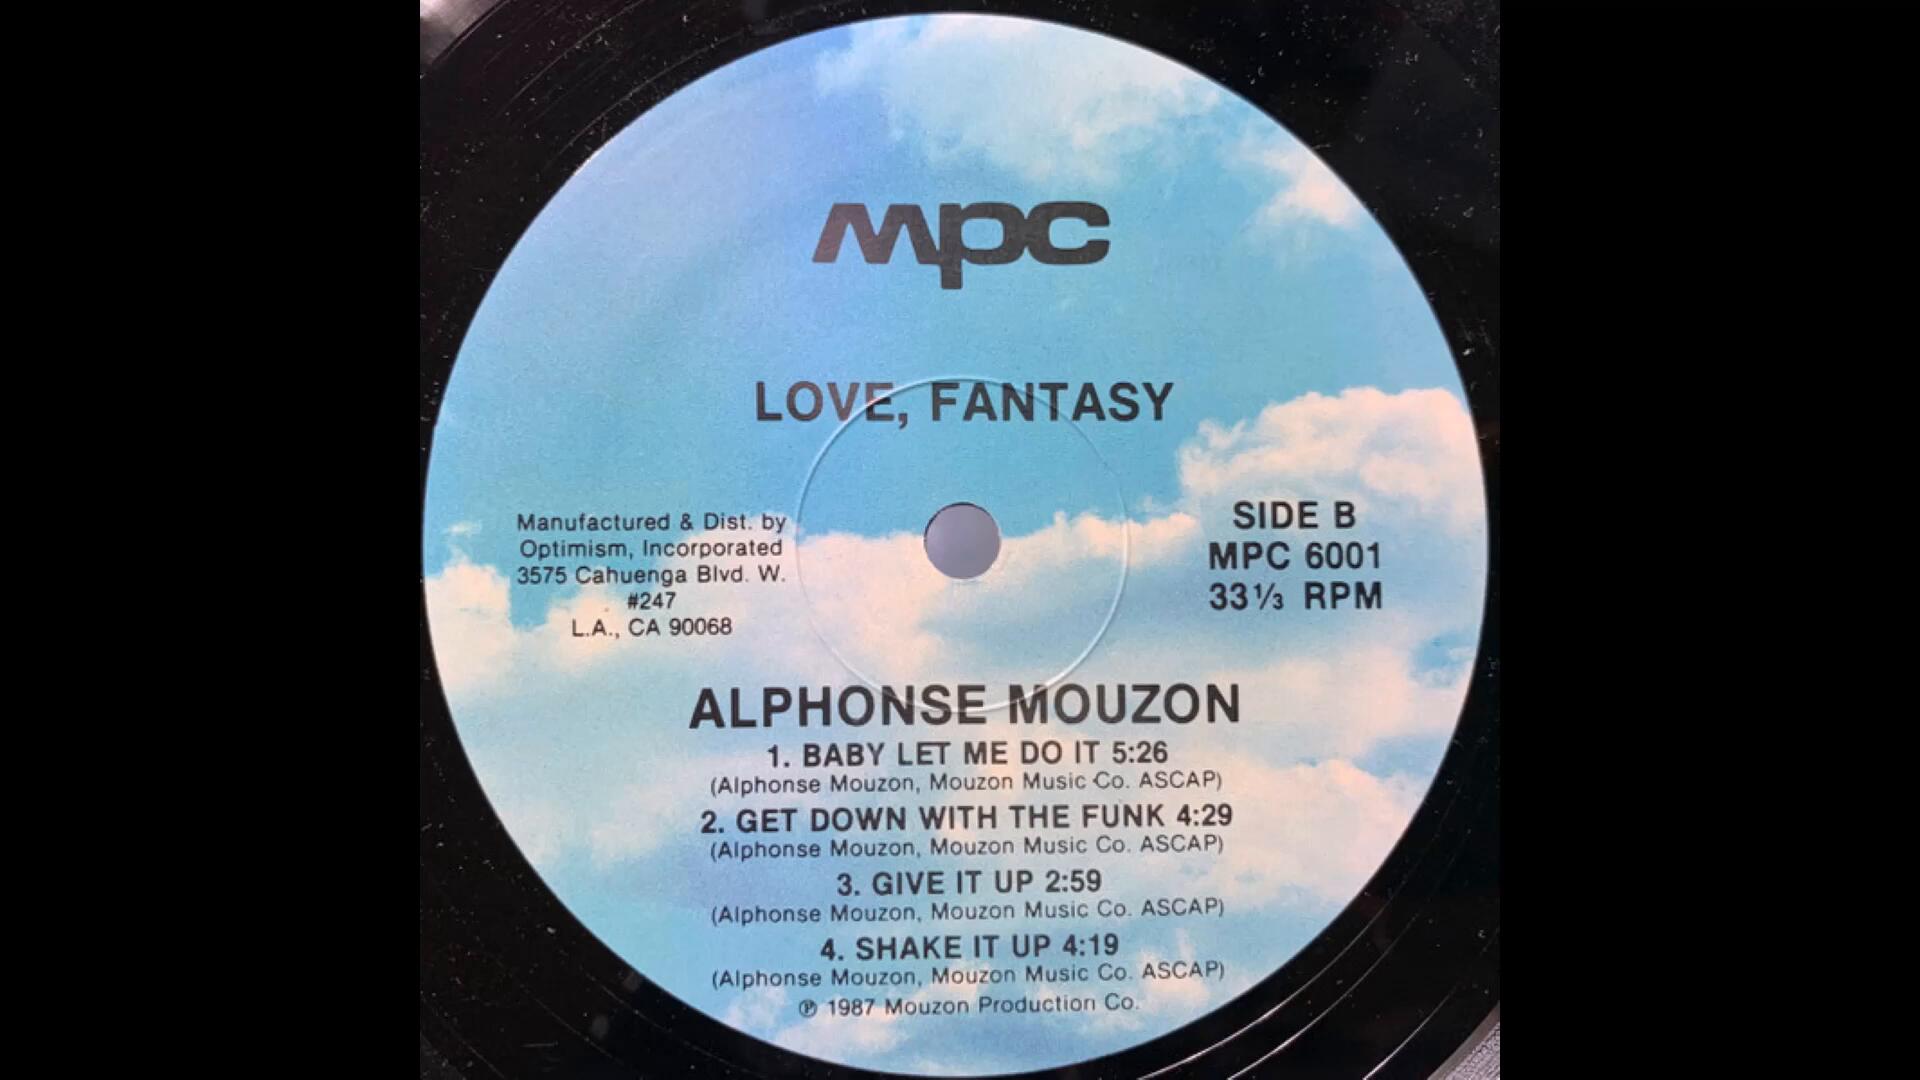 mpc
LOVE, FANTASY
Manufactured & Dist. by
Optimism, Incorporated
3575 Cahuenga Blvd. W.
#247
L.A., CA 90068
SIDE B
MPC 6001
33⅓ RPM
ALPHONSE MOUZON
1. BABY LET ME DO IT 5:26
(Alphonse Mouzon, Mouzon Music Co. ASCAP)
2. GET DOWN WITH THE FUNK 4:29
(Alphonse Mouzon, Mouzon Music Co. ASCAP)
3. GIVE IT UP 2:59
(Alphonse Mouzon, Mouzon Music Co. ASCAP)
4. SHAKE IT UP 4:19
(Alphonse Mouzon, Mouzon Music Co. ASCAP)
℗ 1987 Mouzon Production Co.